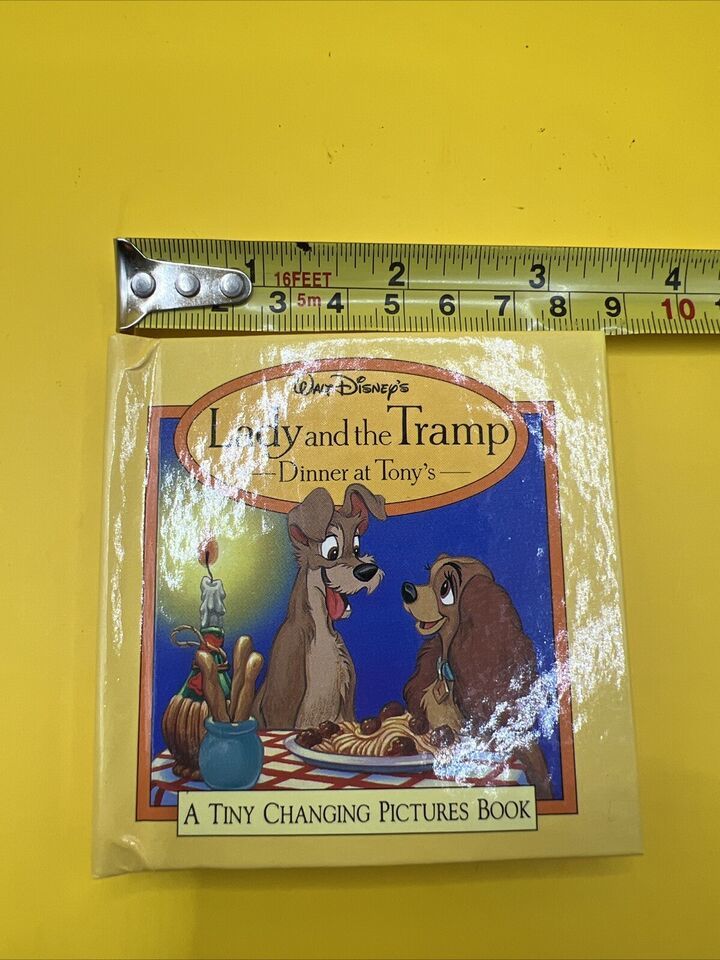 1 16FEET 2 3 4
2 3 5m 4 5 6 7 8 9 10
WALT DISNEY'S
Lady and the Tramp
—Dinner at Tony's—
A TINY CHANGING PICTURES BOOK